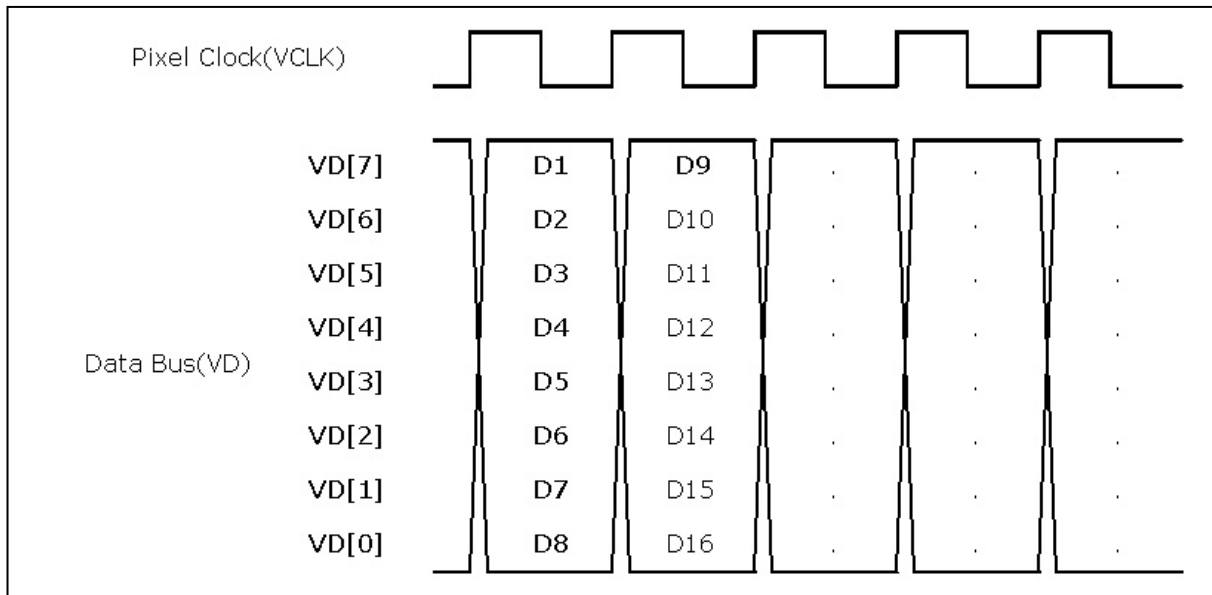 Pixel Clock(VCLK)
VD[7] D1 D9 . . .
VD[6] D2 D10 . . .
VD[5] D3 D11 . . .
VD[4] D4 D12 . . .
Data Bus(VD)
VD[3] D5 D13 . . .
VD[2] D6 D14 . . .
VD[1] D7 D15 . . .
VD[0] D8 D16 . . .